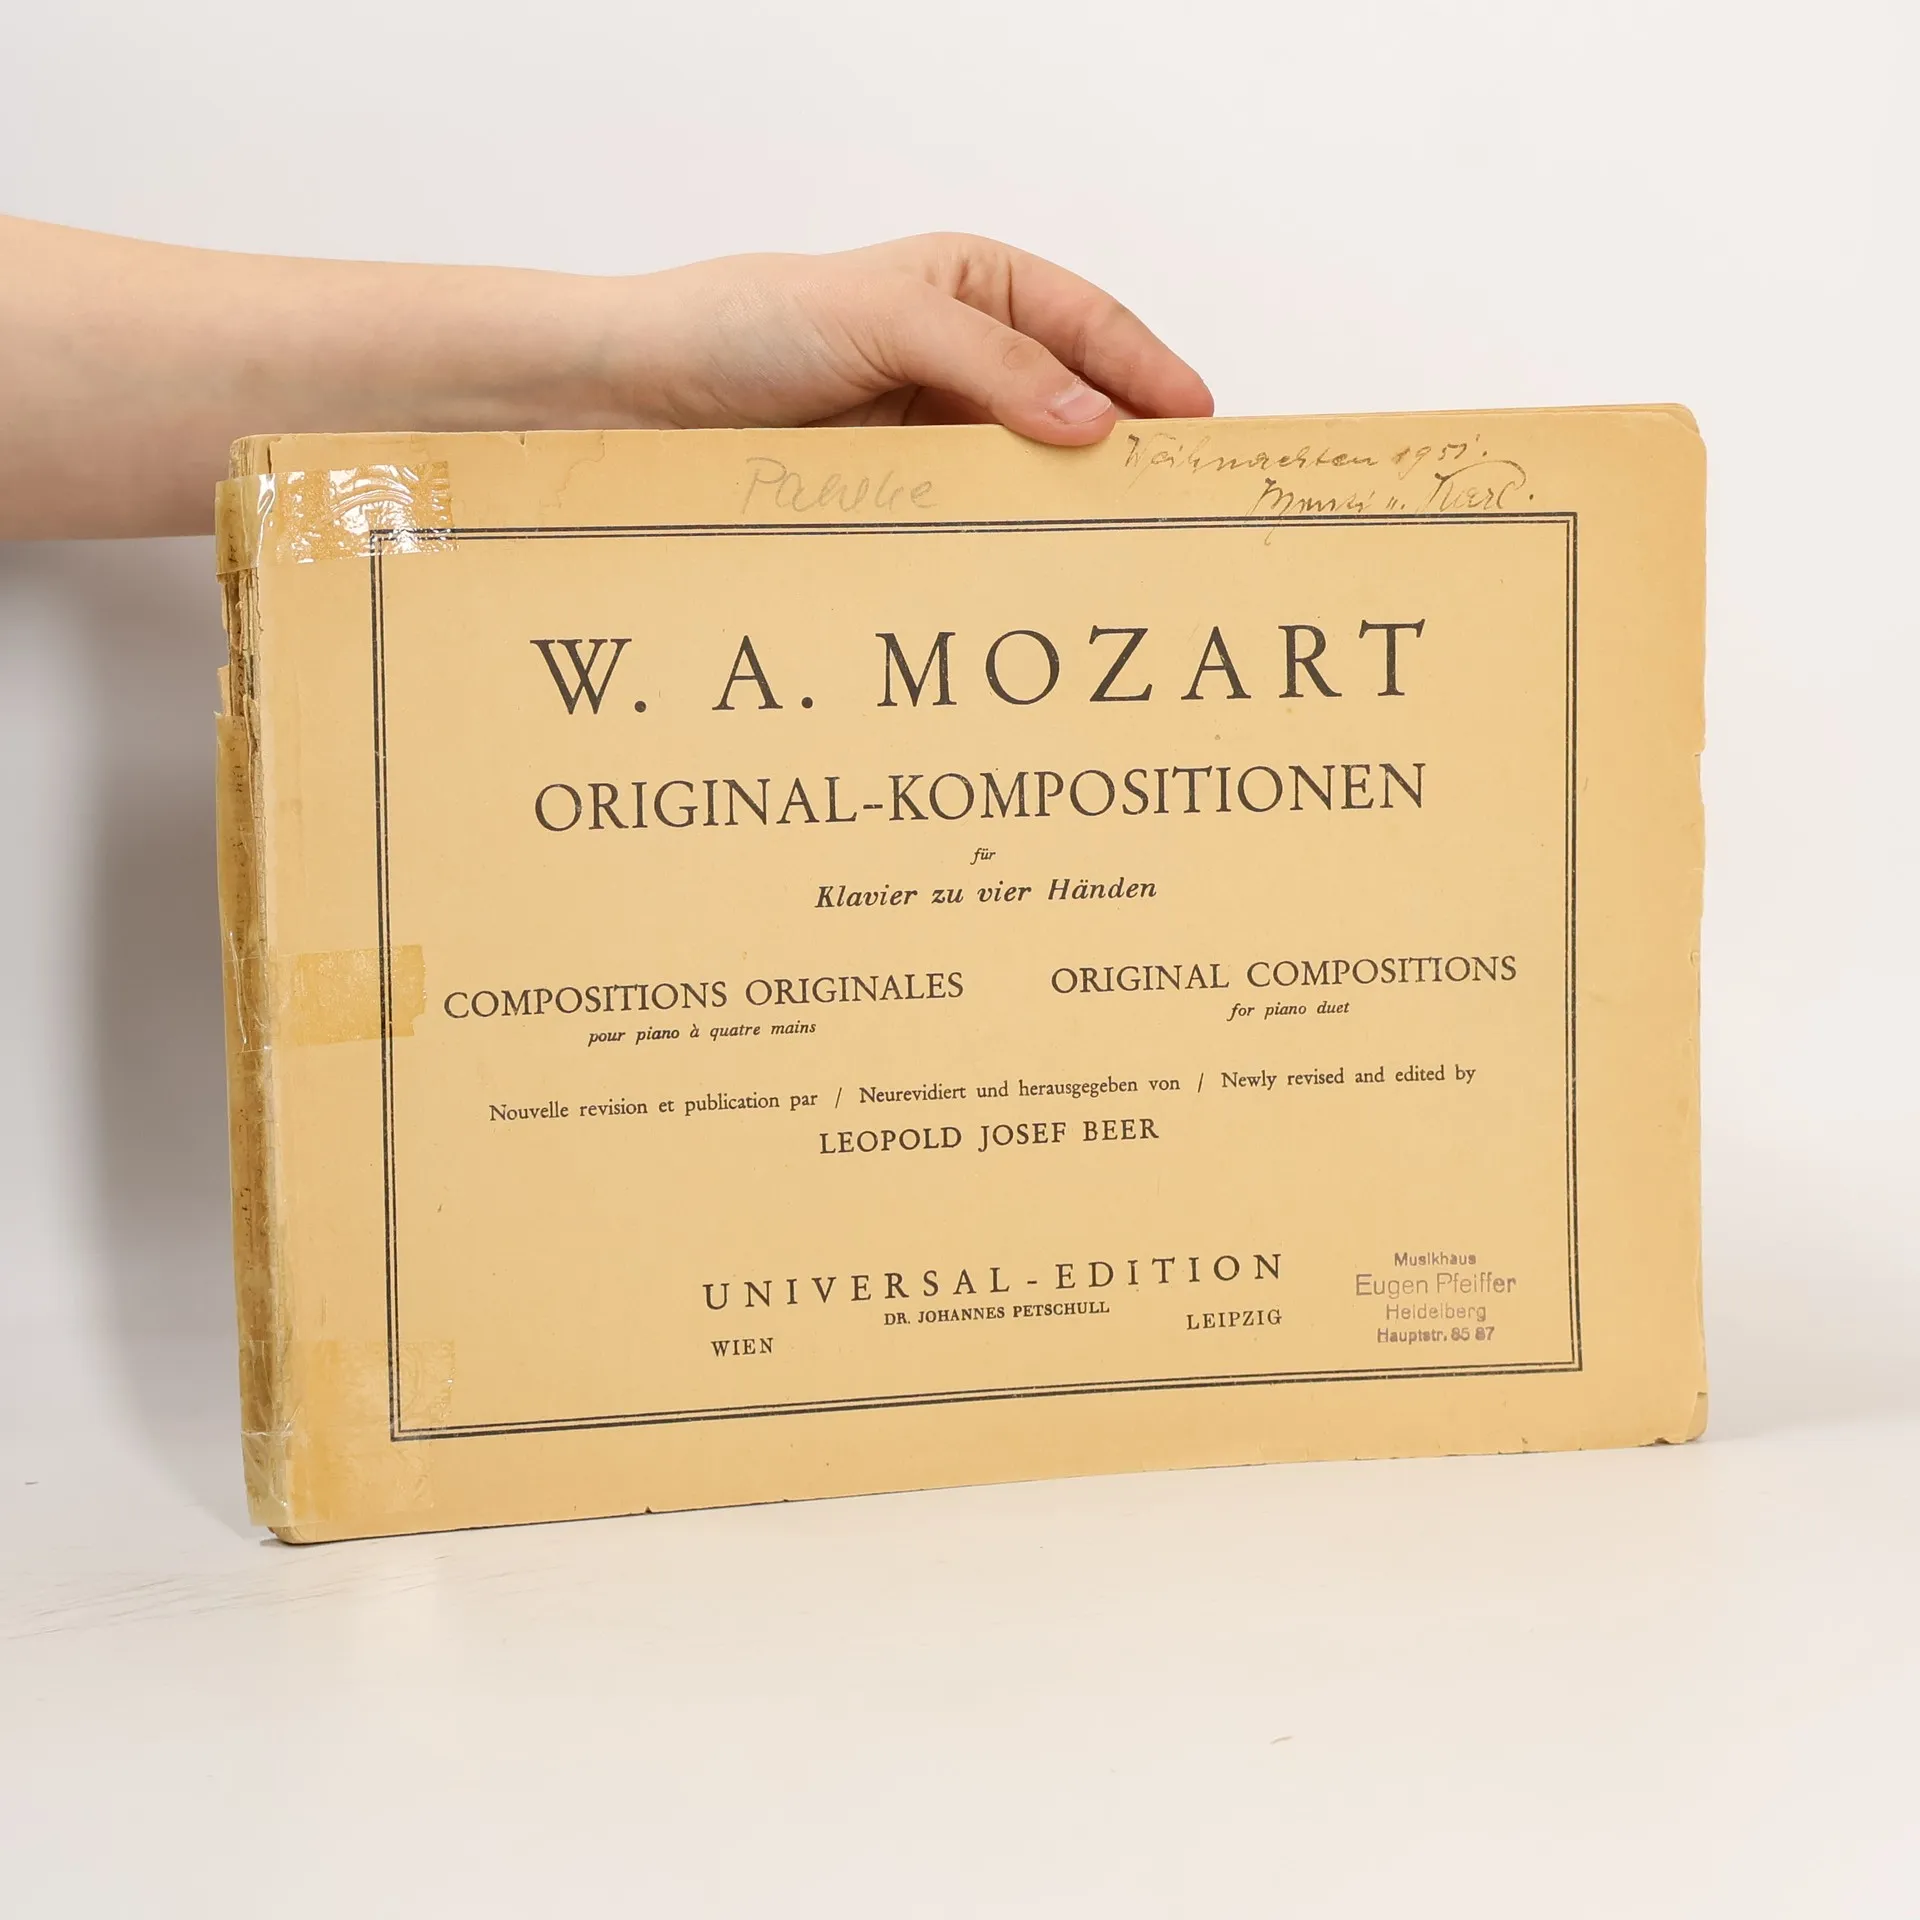 Weihnachten 1951.
u. Karl.
W. A. MOZART
ORIGINAL-KOMPOSITIONEN
für
Klavier zu vier Händen
COMPOSITIONS ORIGINALES
pour piano à quatre mains
ORIGINAL COMPOSITIONS
for piano duet
Nouvelle revision et publication par / Neurevidiert und herausgegeben von / Newly revised and edited by
LEOPOLD JOSEF BEER
UNIVERSAL-EDITION
DR. JOHANNES PETSCHULL
WIEN LEIPZIG
Musikhaus
Eugen Pfeiffer
Heidelberg
Hauptstr. 85 87